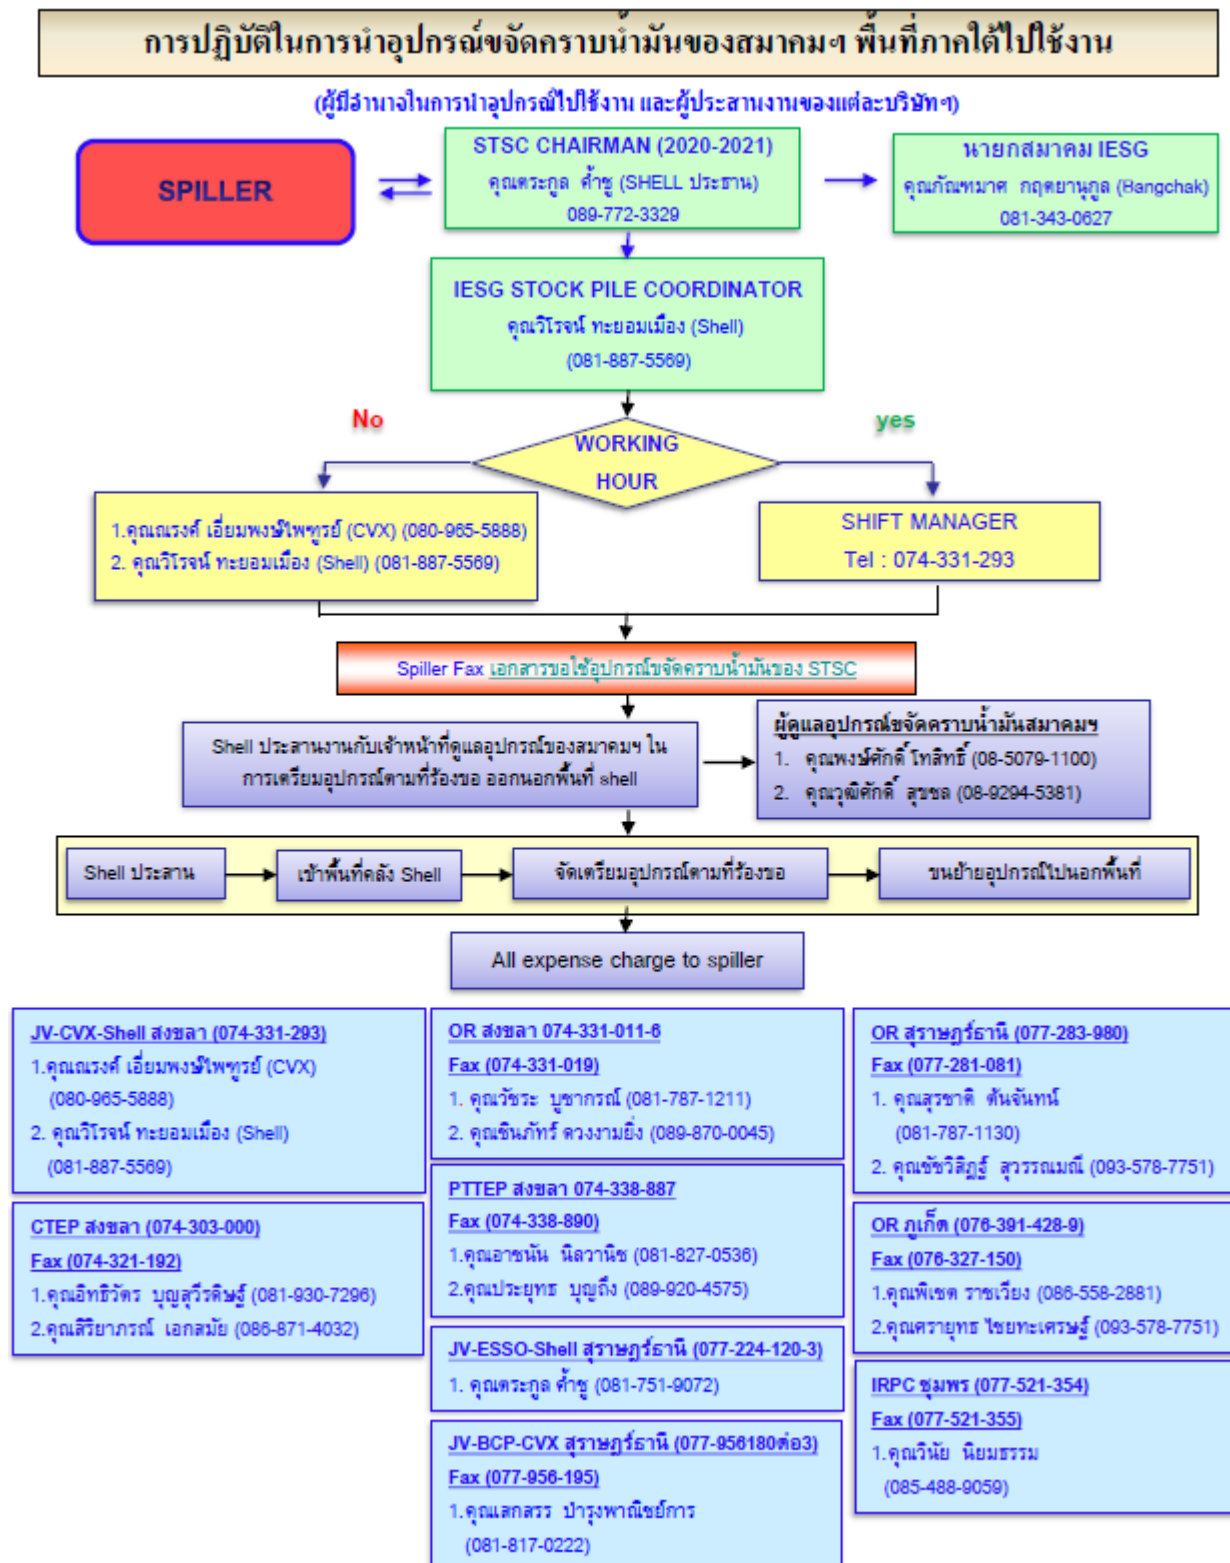 การปฏิบัติในการนำอุปกรณ์ขจัดคราบน้ำมันของสมาคมฯ พื้นที่ภาคใต้ไปใช้งาน
(ผู้มีอำนาจในการนำอุปกรณ์ไปใช้งาน และผู้ประสานงานของแต่ละบริษัทฯ)
SPILLER
STSC CHAIRMAN (2020-2021)
คุณตระกูล ค้ำชู (SHELL ประธาน)
089-772-3329
นายกสมาคม IESG
คุณกัณฑมาศ กฤตยานุกูล (Bangchak)
081-343-0627
IESG STOCK PILE COORDINATOR
คุณวิโรจน์ ทะยอมเมือง (Shell)
(081-887-5569)
No
yes
WORKING
HOUR
1.คุณณรงค์ เอี่ยมพงษ์ไพฑูรย์ (CVX) (080-965-5888)
2. คุณวิโรจน์ ทะยอมเมือง (Shell) (081-887-5569)
SHIFT MANAGER
Tel : 074-331-293
Spiller Fax เอกสารขอใช้อุปกรณ์ขจัดคราบน้ำมันของ STSC
Shell ประสานงานกับเจ้าหน้าที่ดูแลอุปกรณ์ของสมาคมฯ ใน
การเตรียมอุปกรณ์ตามที่ร้องขอ ออกนอกพื้นที่ shell
ผู้ดูแลอุปกรณ์ขจัดคราบน้ำมันสมาคมฯ
1. คุณพงษ์ศักดิ์ โทสิทธิ์ (08-5079-1100)
2. คุณวุฒิศักดิ์ สุขชล (08-9294-5381)
Shell ประสาน
เข้าพื้นที่คลัง Shell
จัดเตรียมอุปกรณ์ตามที่ร้องขอ
ขนย้ายอุปกรณ์ไปนอกพื้นที่
All expense charge to spiller
JV-CVX-Shell สงขลา (074-331-293)
1.คุณณรงค์ เอี่ยมพงษ์ไพฑูรย์ (CVX)
(080-965-5888)
2. คุณวิโรจน์ ทะยอมเมือง (Shell)
(081-887-5569)
CTEP สงขลา (074-303-000)
Fax (074-321-192)
1.คุณอิทธิวัตร บุญสุวีรดิษฐ์ (081-930-7296)
2.คุณสิริยาภรณ์ เอกสมัย (086-871-4032)
OR สงขลา 074-331-011-6
Fax (074-331-019)
1. คุณวัชระ บูชากรณ์ (081-787-1211)
2. คุณชินภัทร์ ดวงงามยิ่ง (089-870-0045)
PTTEP สงขลา 074-338-887
Fax (074-338-890)
1.คุณอาชนัน นิลวานิช (081-827-0536)
2.คุณประยุทธ บุญถึง (089-920-4575)
JV-ESSO-Shell สุราษฎร์ธานี (077-224-120-3)
1. คุณตระกูล ค้ำชู (081-751-9072)
JV-BCP-CVX สุราษฎร์ธานี (077-956180ต่อ3)
Fax (077-956-195)
1.คุณเสกสรร บำรุงพาณิชย์การ
(081-817-0222)
OR สุราษฎร์ธานี (077-283-980)
Fax (077-281-081)
1. คุณสุรชาติ ตันจันทน์
(081-787-1130)
2. คุณชัชวิสิฎฐ์ สุวรรณมณี (093-578-7751)
OR ภูเก็ต (076-391-428-9)
Fax (076-327-150)
1.คุณพิเชต ราชเวียง (086-558-2881)
2.คุณศรายุทธ ไชยทะเศรษฐ์ (093-578-7751)
IRPC ชุมพร (077-521-354)
Fax (077-521-355)
1.คุณวินัย นิยมธรรม
(085-488-9059)